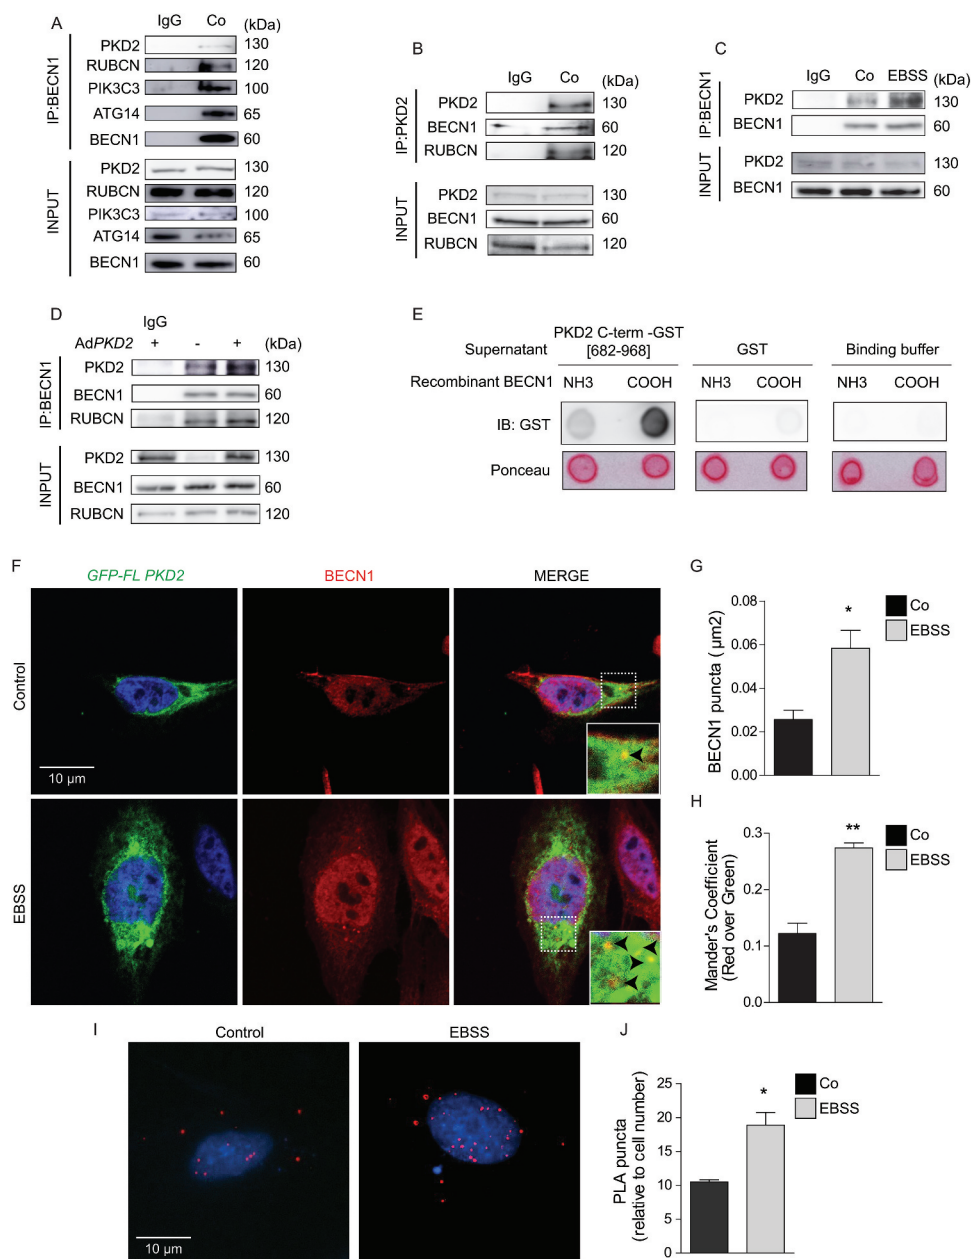 A
IgG Co (kDa)
IP:BECN1
PKD2 130
RUBCN 120
PIK3C3 100
ATG14 65
BECN1 60
INPUT
PKD2 130
RUBCN 120
PIK3C3 100
ATG14 65
BECN1 60
B
IgG Co (kDa)
IP:PKD2
PKD2 130
BECN1 60
RUBCN 120
INPUT
PKD2 130
BECN1 60
RUBCN 120
C
IgG Co EBSS (kDa)
IP:BECN1
PKD2 130
BECN1 60
INPUT
PKD2 130
BECN1 60
D
IgG
AdPKD2 + - + (kDa)
IP:BECN1
PKD2 130
BECN1 60
RUBCN 120
INPUT
PKD2 130
BECN1 60
RUBCN 120
E
PKD2 C-term -GST
Supernatant [682-968] GST Binding buffer
Recombinant BECN1 NH3 COOH NH3 COOH NH3 COOH
IB: GST
Ponceau
F
GFP-FL PKD2 BECN1 MERGE
Control
10 µm
EBSS
G
BECN1 puncta ( µm2)
0.08
0.06
0.04
0.02
0.00
*
Co
EBSS
H
Mander's Coefficient
(Red over Green)
0.3
0.2
0.1
0.0
**
Co
EBSS
I
Control EBSS
10 µm
J
PLA puncta
(relative to cell number)
25
20
15
10
5
0
*
Co
EBSS